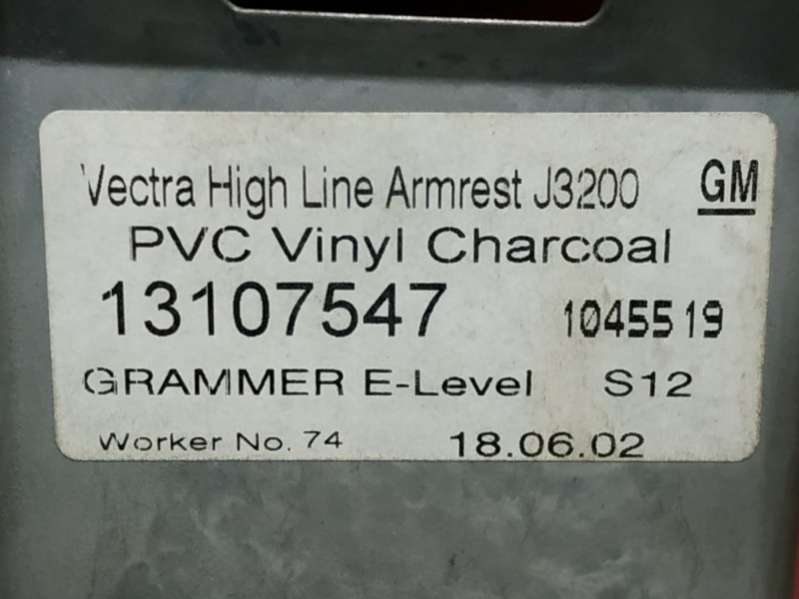 Vectra High Line Armrest J3200 GM
PVC Vinyl Charcoal
13107547 1045519
GRAMMER E-Level S12
Worker No. 74 18.06.02